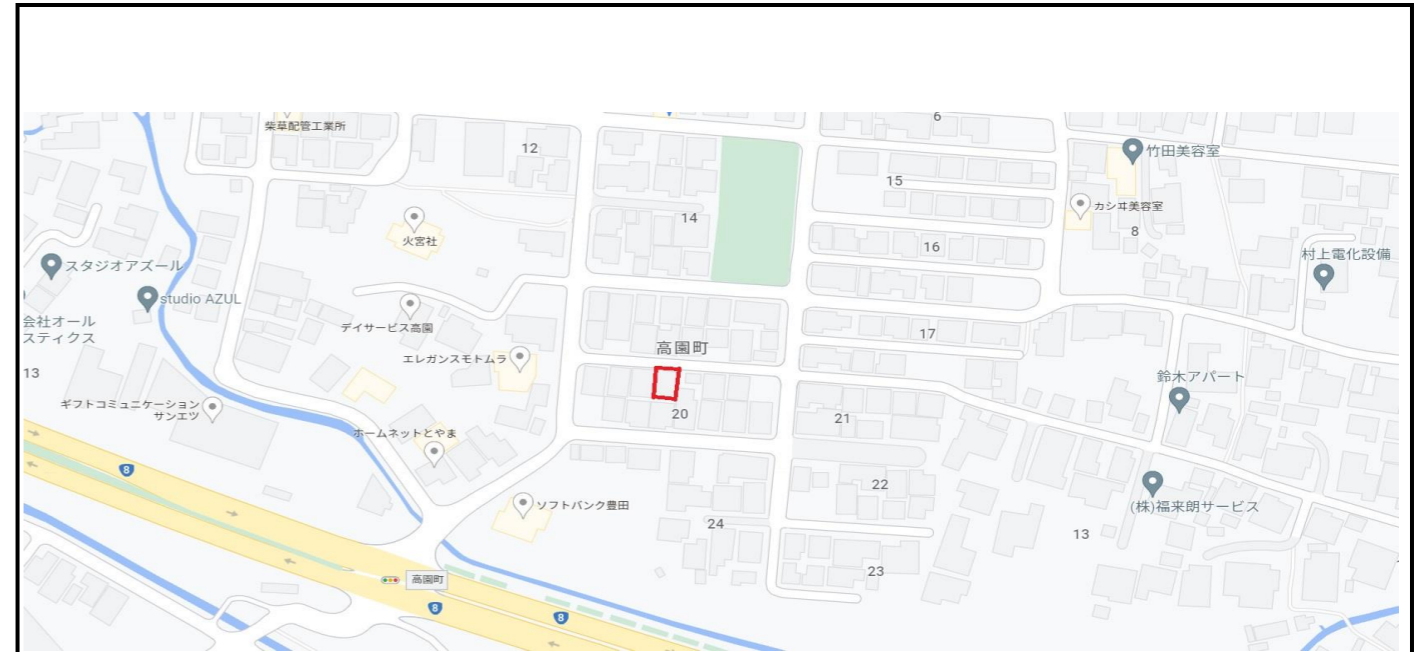 柴草配管工業所
6
12
竹田美容室
15
カシヰ美容室
14
8
火宮社
16
村上電化設備
スタジオアズール
studio AZUL
会社オール
スティクス
デイサービス高園
17
高園町
エレガンスモトムラ
13
鈴木アパート
ギフトコミュニケーション
サンエツ
20
21
ホームネットとやま
8
22
ソフトバンク豊田
(株)福来朗サービス
24
13
23
高園町
8
8